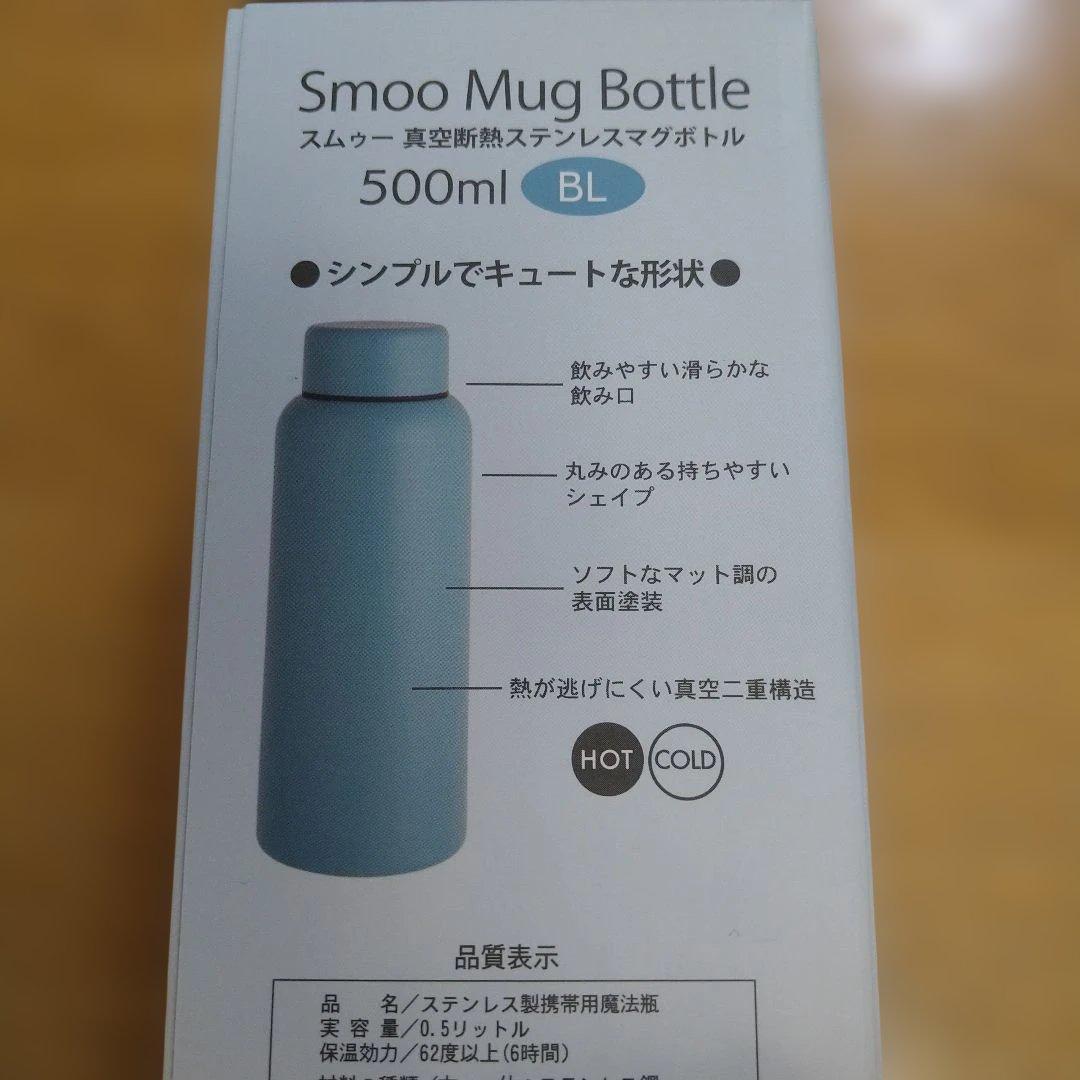 Smoo Mug Bottle
スムゥー 真空断熱ステンレスマグボトル
500ml BL
●シンプルでキュートな形状●
飲みやすい滑らかな
飲み口
丸みのある持ちやすい
シェイプ
ソフトなマット調の
表面塗装
熱が逃げにくい真空二重構造
HOT COLD
品質表示
品　　名／ステンレス製携帯用魔法瓶
実 容 量／0.5リットル
保温効力／62度以上(6時間)